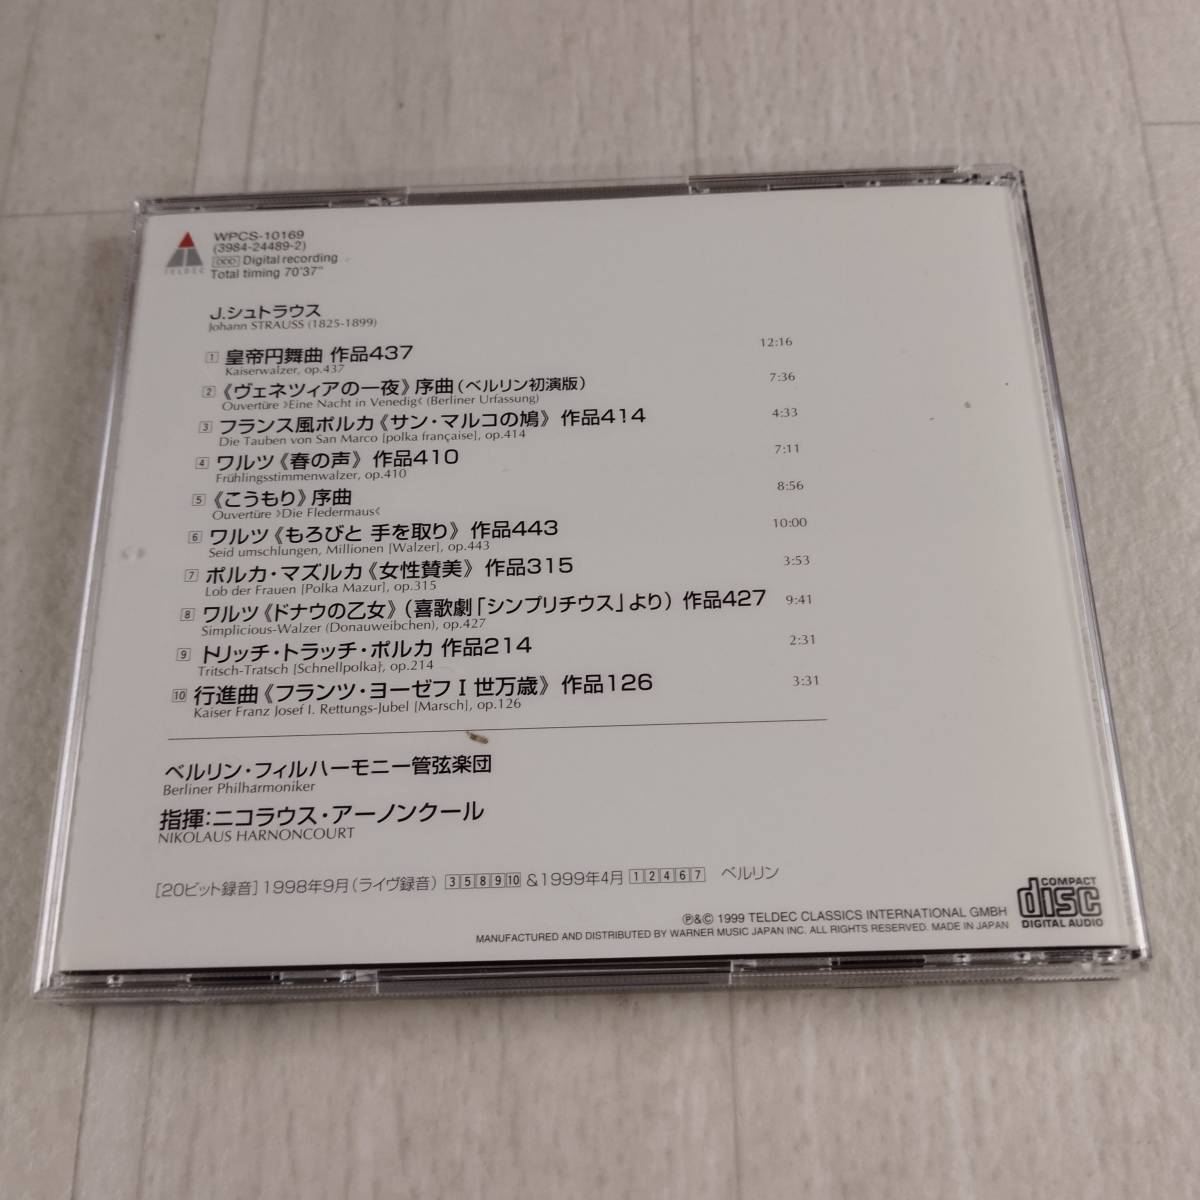 WPCS-10169
(3984-24489-2)
DDD Digital recording
TELDEC
Total timing 70'37"
J.シュトラウス
Johann STRAUSS (1825-1899)
1 皇帝円舞曲 作品437 12:16
Kaiserwalzer, op.437
2 《ヴェネツィアの一夜》序曲(ベルリン初演版) 7:36
Ouvertüre »Eine Nacht in Venedig« (Berliner Urfassung)
3 フランス風ポルカ《サン・マルコの鳩》 作品414 4:33
Die Tauben von San Marco [polka française], op.414
4 ワルツ《春の声》 作品410 7:11
Frühlingsstimmenwalzer, op.410
5 《こうもり》序曲 8:56
Ouvertüre »Die Fledermaus«
6 ワルツ《もろびと 手を取り》 作品443 10:00
Seid umschlungen, Millionen [Walzer], op.443
7 ポルカ・マズルカ《女性賛美》 作品315 3:53
Lob der Frauen [Polka Mazur], op.315
8 ワルツ《ドナウの乙女》(喜歌劇「シンプリチウス」より) 作品427 9:41
Simplicious-Walzer (Donauweibchen), op.427
9 トリッチ・トラッチ・ポルカ 作品214 2:31
Tritsch-Tratsch [Schnellpolka], op.214
10 行進曲《フランツ・ヨーゼフⅠ世万歳》 作品126 3:31
Kaiser Franz Josef I. Rettungs-Jubel [Marsch], op.126
ベルリン・フィルハーモニー管弦楽団
Berliner Philharmoniker
指揮:ニコラウス・アーノンクール
NIKOLAUS HARNONCOURT
[20ビット録音] 1998年9月(ライヴ録音) 3 5 8 9 10 & 1999年4月 1 2 4 6 7 ベルリン
℗&© 1999 TELDEC CLASSICS INTERNATIONAL GMBH
MANUFACTURED AND DISTRIBUTED BY WARNER MUSIC JAPAN INC. ALL RIGHTS RESERVED. MADE IN JAPAN
COMPACT
disc
DIGITAL AUDIO